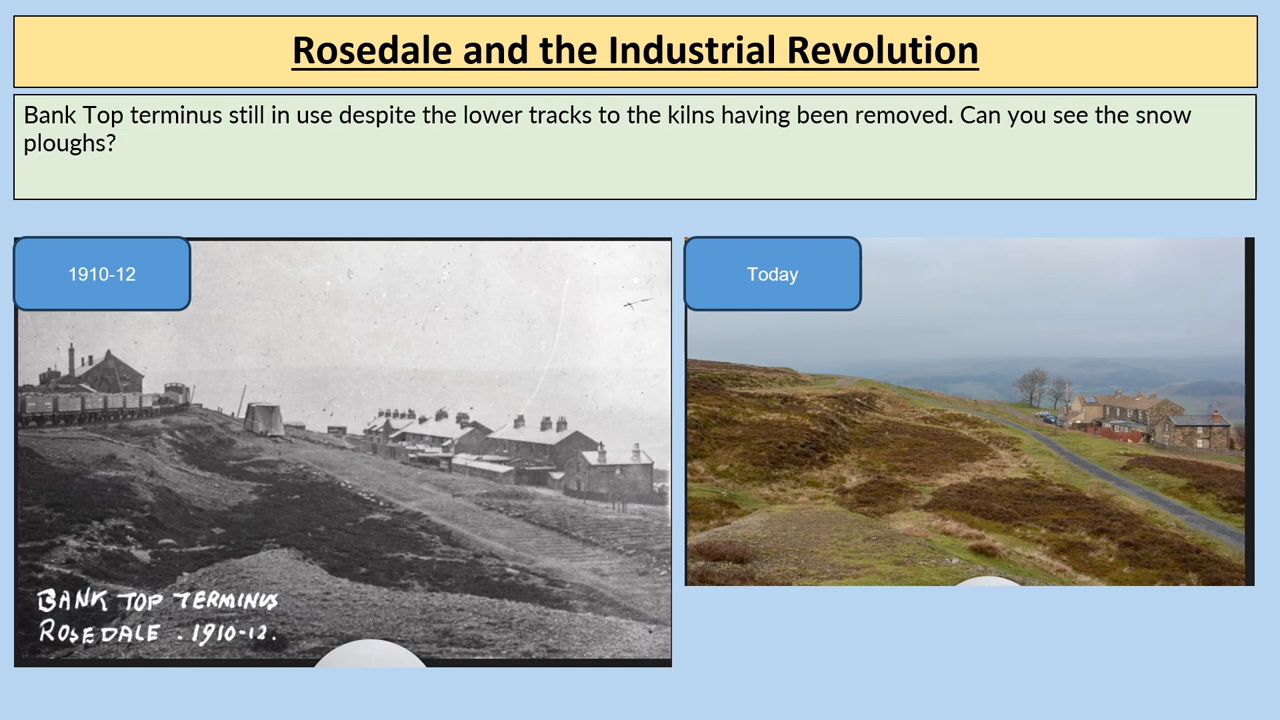 Rosedale and the Industrial Revolution
Bank Top terminus still in use despite the lower tracks to the kilns having been removed. Can you see the snow
ploughs?
1910-12
Today
BANK TOP TERMINUS
ROSEDALE . 1910-12.